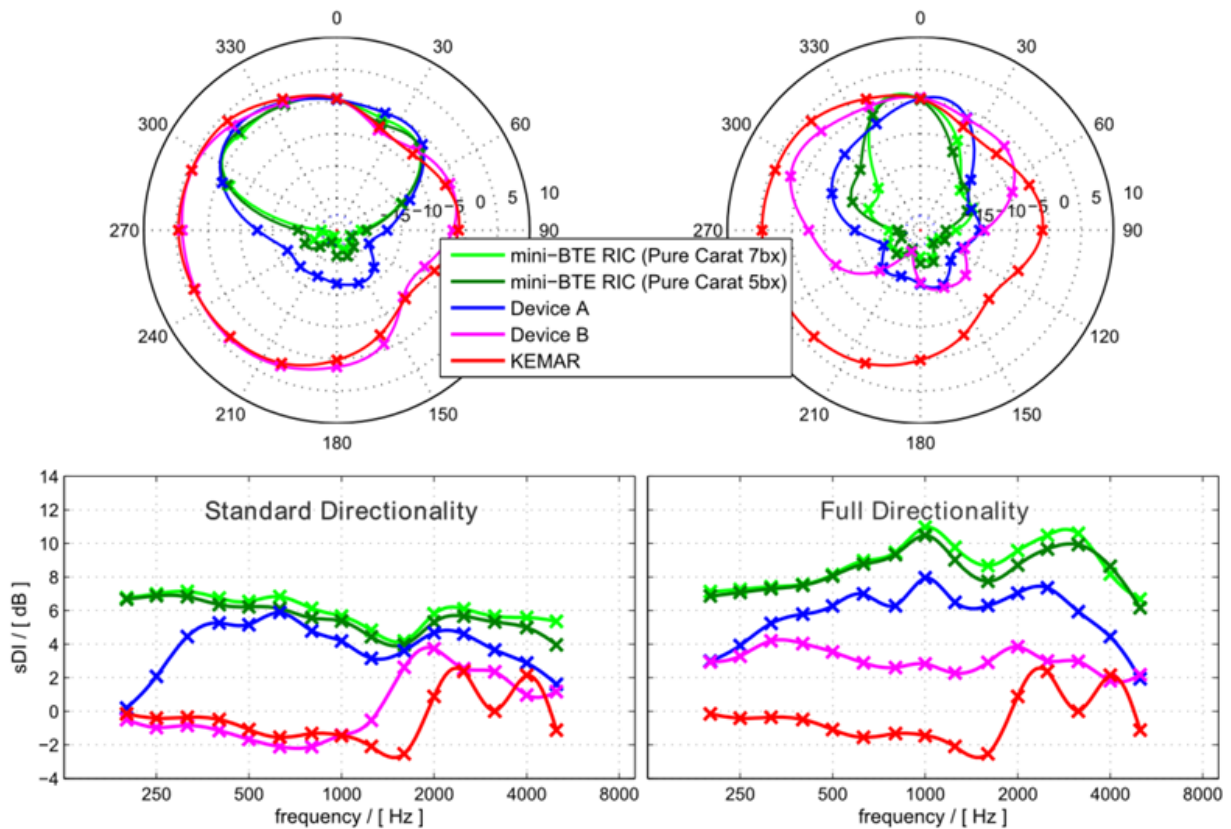 0
330 30
300 60
270 −15 −10 −5 0 5 10 90
240
210 150
180
0
330 30
300 60
270 −15 −10 −5 0 5 10 90
120
210 150
180
mini-BTE RIC (Pure Carat 7bx)
mini-BTE RIC (Pure Carat 5bx)
Device A
Device B
KEMAR
Standard Directionality
sDI / [ dB ]
14
12
10
8
6
4
2
0
−2
−4
250 500 1000 2000 4000 8000
frequency / [ Hz ]
Full Directionality
250 500 1000 2000 4000 8000
frequency / [ Hz ]